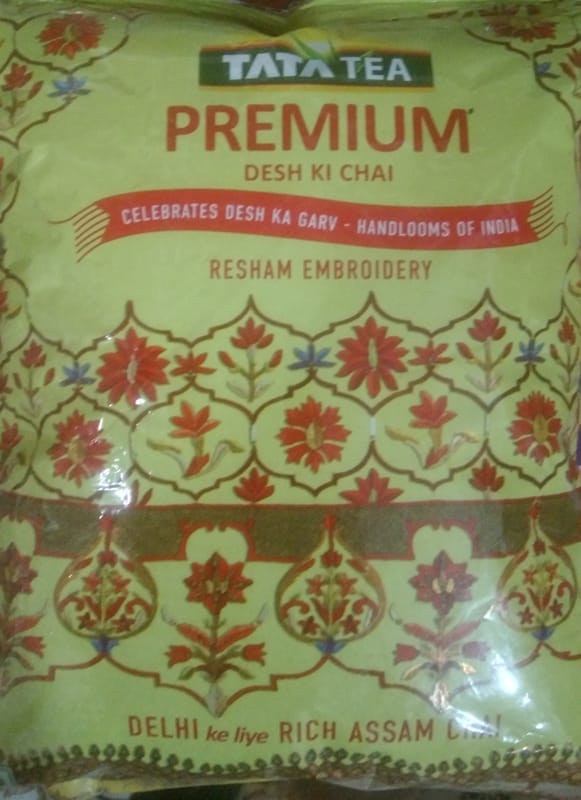 TATA TEA
PREMIUM
DESH KI CHAI
CELEBRATES DESH KA GARV - HANDLOOMS OF INDIA
RESHAM EMBROIDERY
DELHI ke liye RICH ASSAM CHAI